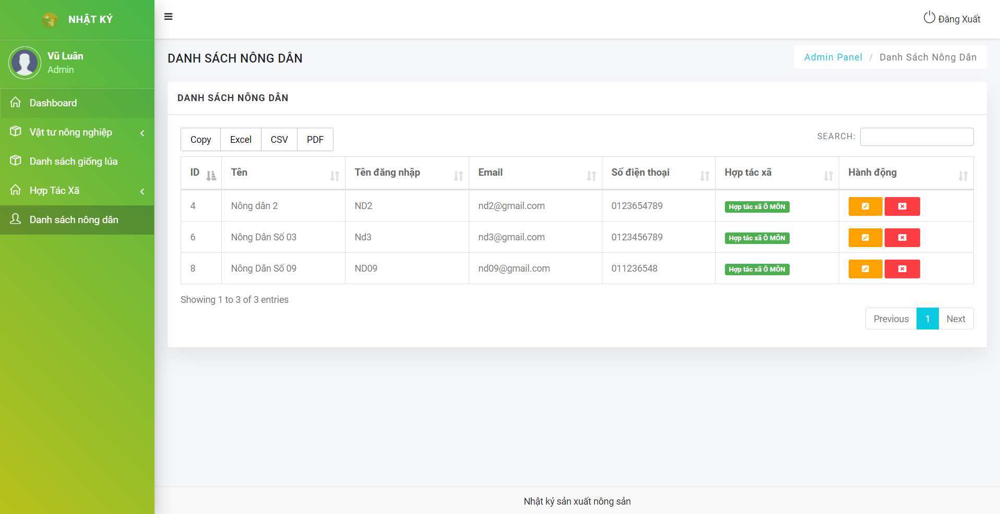 NHẬT KÝ
Đăng Xuất
Vũ Luân
Admin
Dashboard
Vật tư nông nghiệp
Danh sách giống lúa
Hợp Tác Xã
Danh sách nông dân
DANH SÁCH NÔNG DÂN
Admin Panel / Danh Sách Nông Dân
DANH SÁCH NÔNG DÂN
Copy Excel CSV PDF
SEARCH:
ID Tên Tên đăng nhập Email Số điện thoại Hợp tác xã Hành động
4 Nông dân 2 ND2 nd2@gmail.com 0123654789 Hợp tác xã Ô MÔN
6 Nông Dân Số 03 Nd3 nd3@gmail.com 0123456789 Hợp tác xã Ô MÔN
8 Nông Dân Số 09 ND09 nd09@gmail.com 011236548 Hợp tác xã Ô MÔN
Showing 1 to 3 of 3 entries
Previous 1 Next
Nhật ký sản xuất nông sản